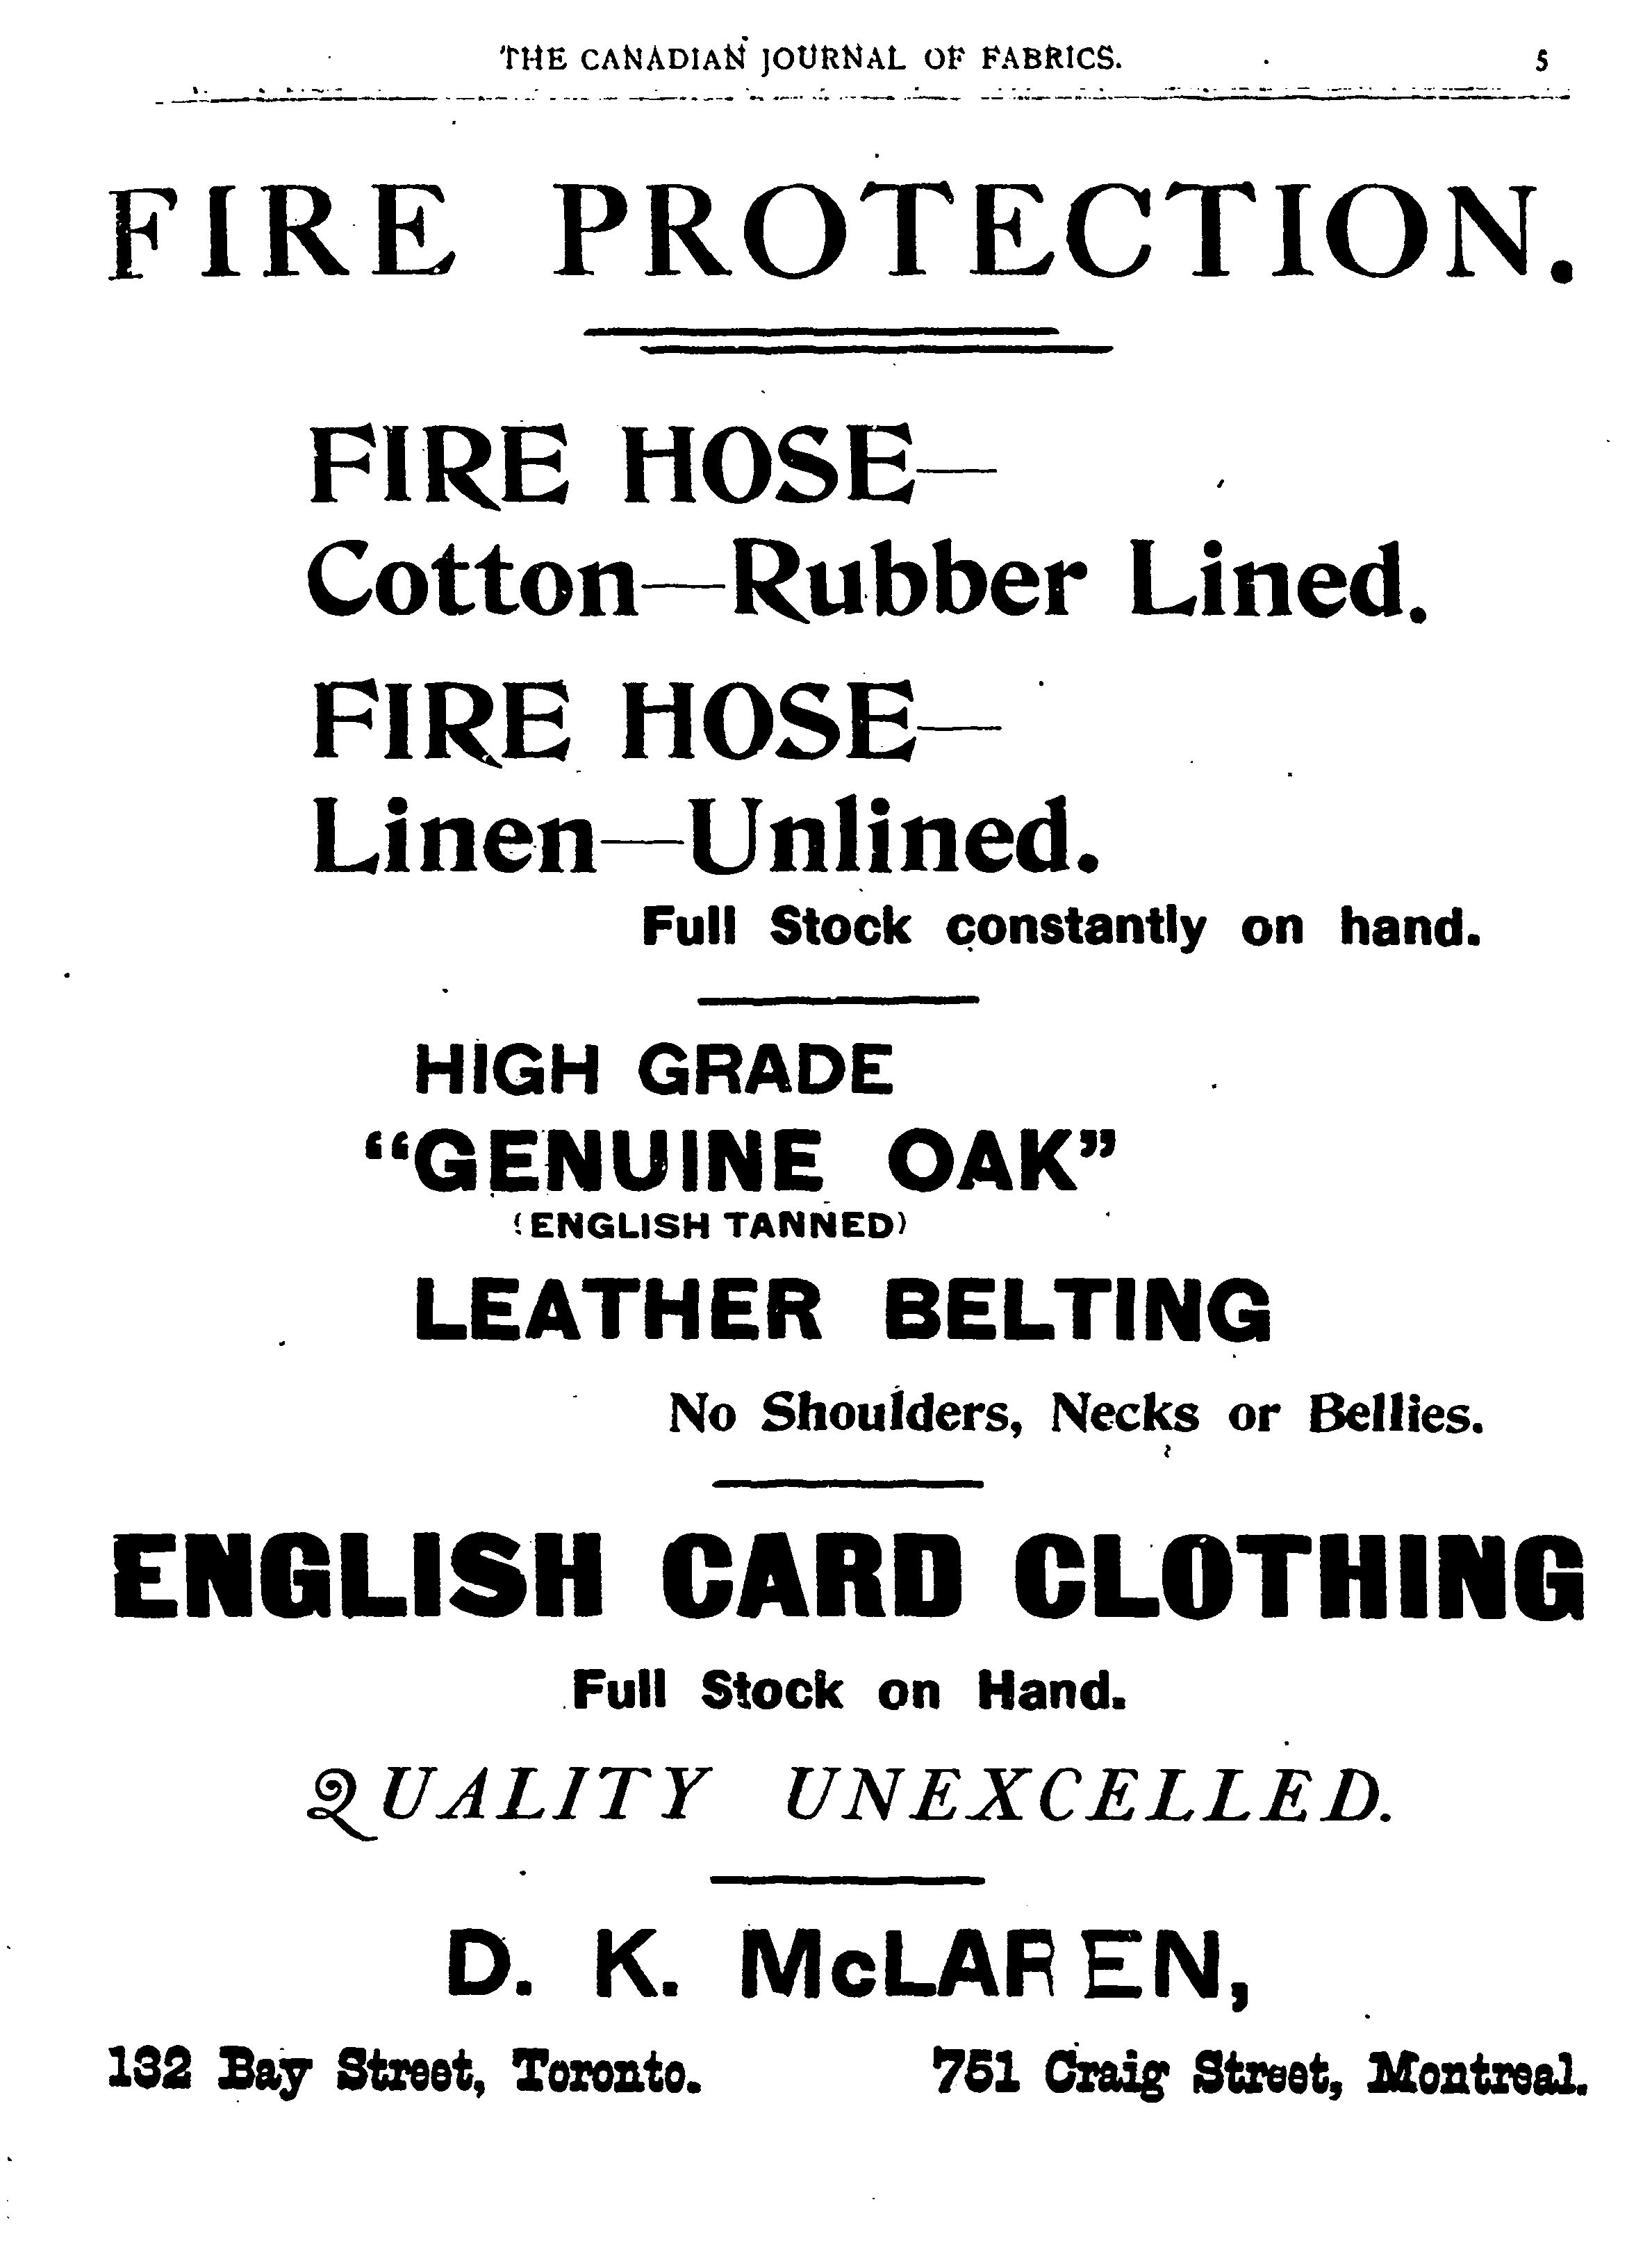 THE CANADIAN JOURNAL OF FABRICS. 5
FIRE PROTECTION.
FIRE HOSE—
Cotton—Rubber Lined.
FIRE HOSE—
Linen—Unlined.
Full Stock constantly on hand.
HIGH GRADE
“GENUINE OAK”
(ENGLISH TANNED)
LEATHER BELTING
No Shoulders, Necks or Bellies.
ENGLISH CARD CLOTHING
Full Stock on Hand.
QUALITY UNEXCELLED.
D. K. McLAREN,
132 Bay Street, Toronto. 751 Craig Street, Montreal.